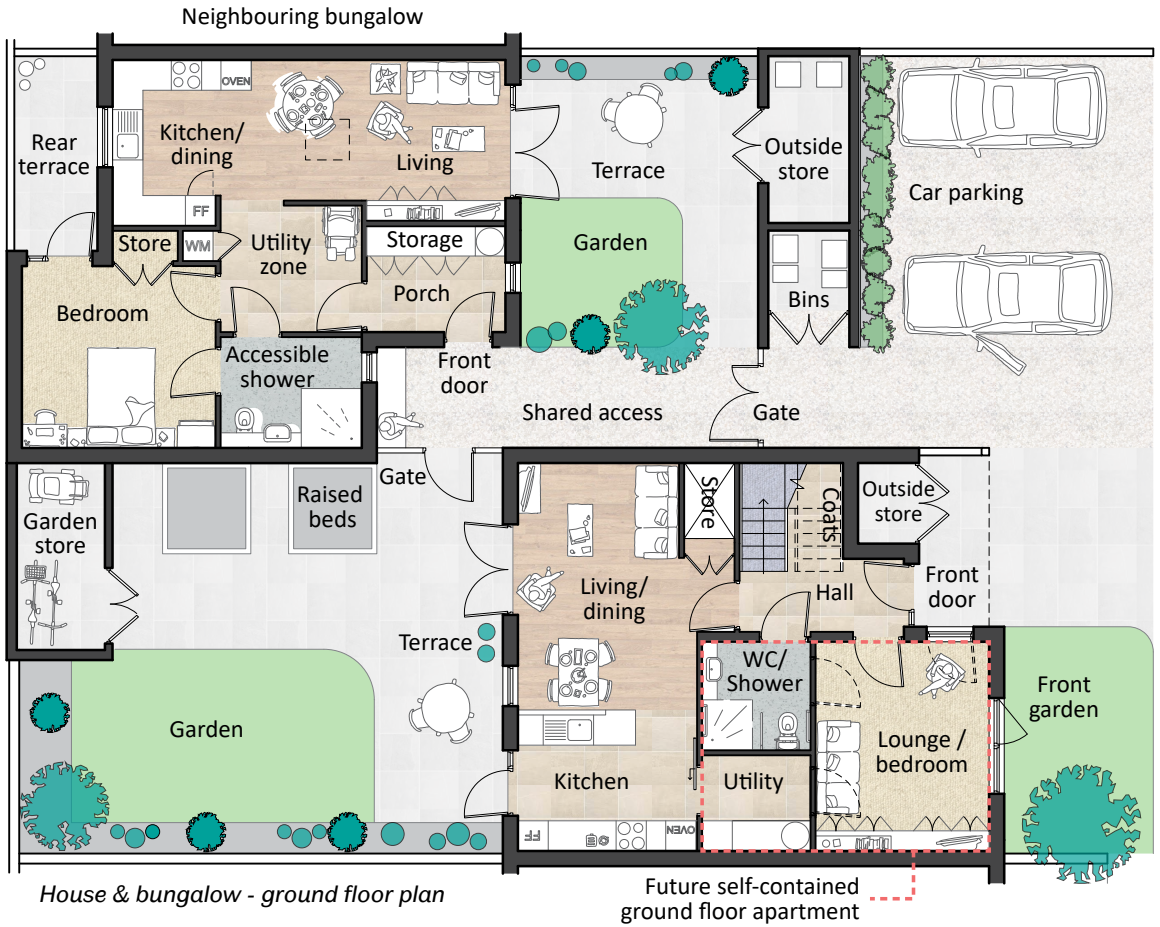 Neighbouring bungalow
OVEN
Rear
terrace
Kitchen/
dining
Living
Terrace
Outside
store
Car parking
FF
Store
WM
Utility
zone
Storage
Garden
Porch
Bedroom
Bins
Accessible
shower
Front
door
Shared access
Gate
Gate
Garden
store
Raised
beds
Store
Coats
Outside
store
Living/
dining
Hall
Front
door
Terrace
WC/
Shower
Front
garden
Garden
Lounge /
bedroom
Kitchen
Utility
FF
OVEN
House & bungalow - ground floor plan
Future self-contained
ground floor apartment